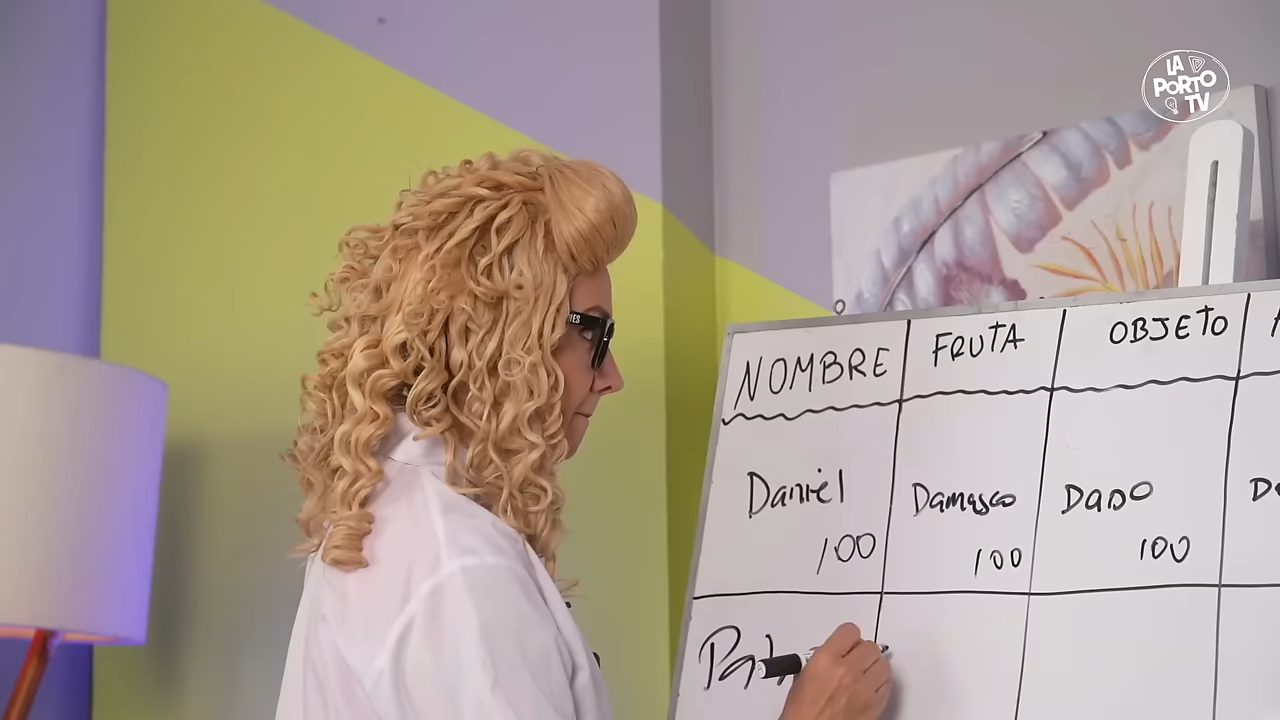 LA
PORTO
TV
NOMBRE FRUTA OBJETO
Daniel Damasco DADO
100 100 100